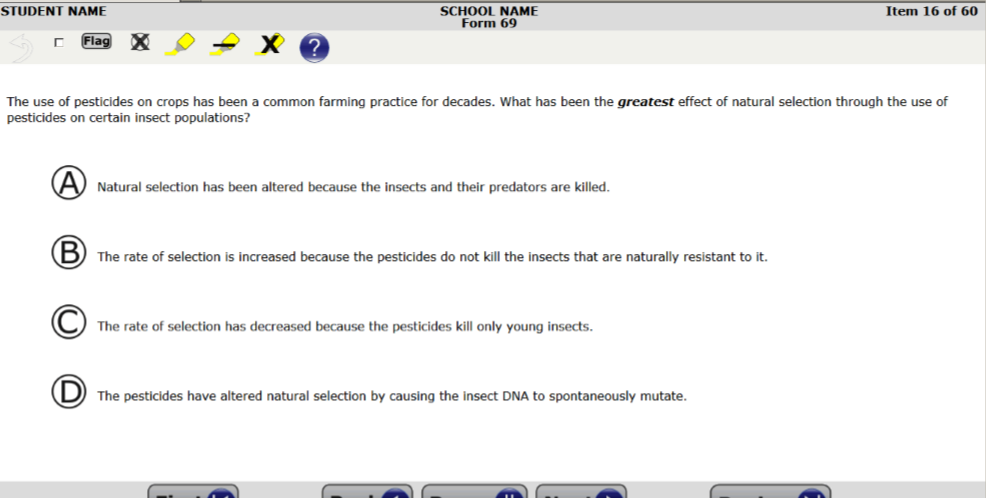 STUDENT NAME
SCHOOL NAME
Form 69
Item 16 of 60
Flag
?
The use of pesticides on crops has been a common farming practice for decades. What has been the greatest effect of natural selection through the use of
pesticides on certain insect populations?
A Natural selection has been altered because the insects and their predators are killed.
B The rate of selection is increased because the pesticides do not kill the insects that are naturally resistant to it.
C The rate of selection has decreased because the pesticides kill only young insects.
D The pesticides have altered natural selection by causing the insect DNA to spontaneously mutate.